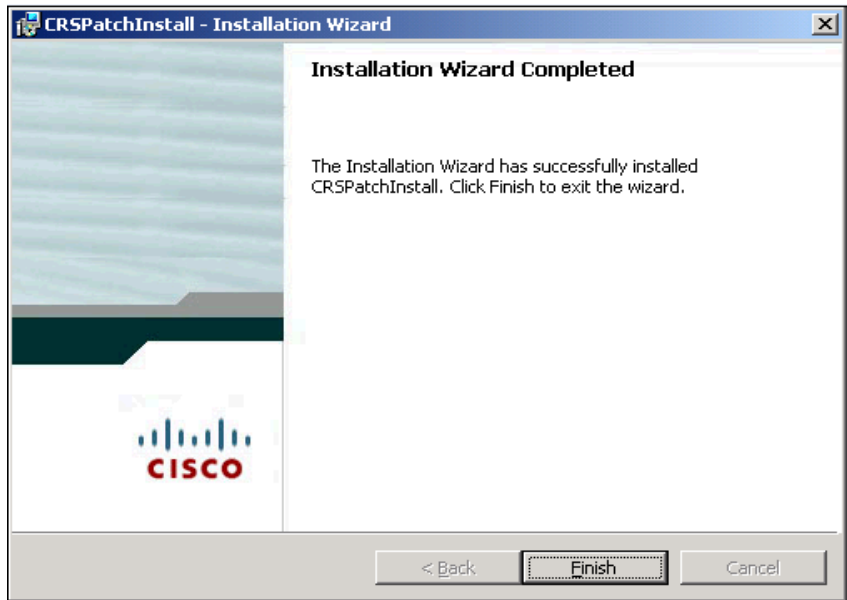 CRSPatchInstall - Installation Wizard
Installation Wizard Completed
The Installation Wizard has successfully installed
CRSPatchInstall. Click Finish to exit the wizard.
CISCO
< Back
Finish
Cancel